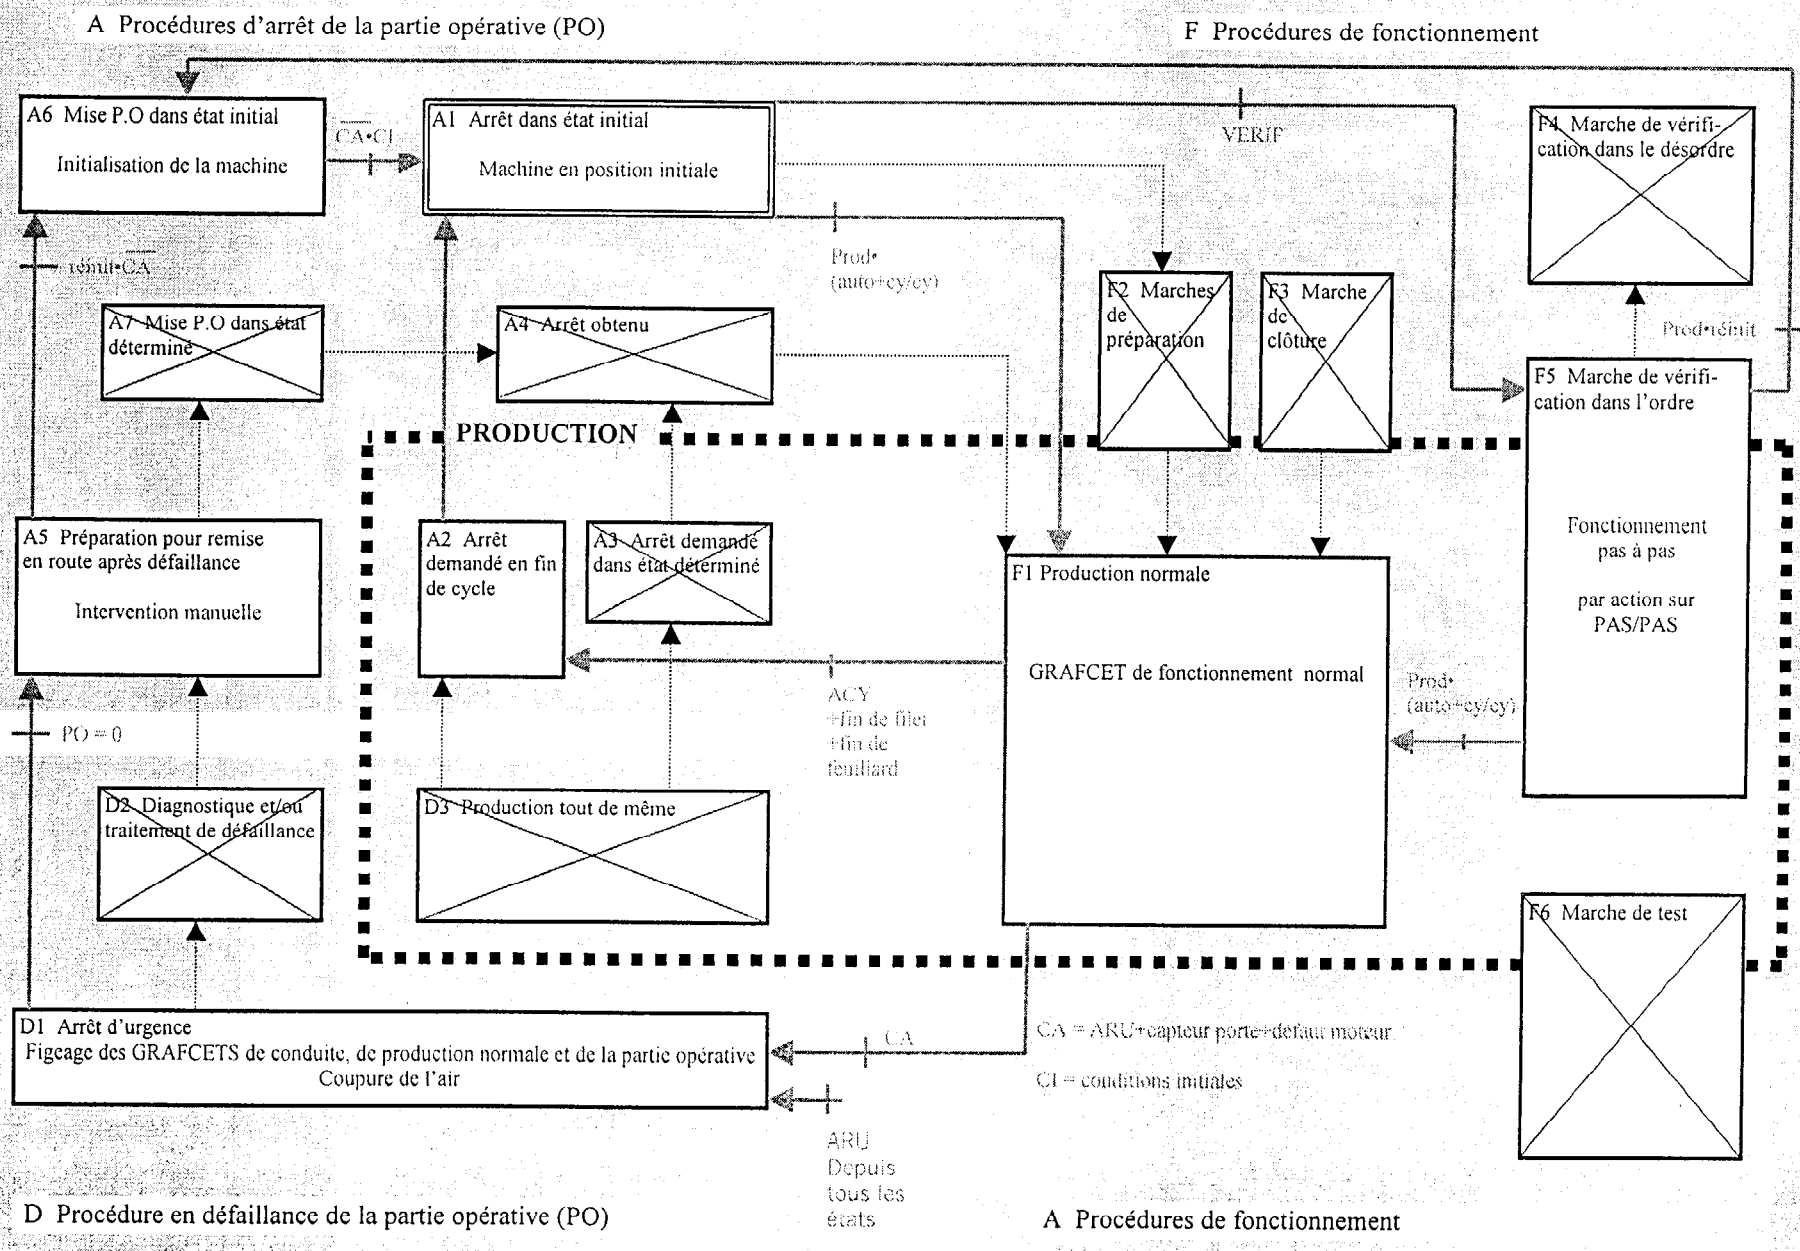 A Procédures d'arrêt de la partie opérative (PO)
F Procédures de fonctionnement
A6 Mise P.O dans état initial
Initialisation de la machine
CA•CI
A1 Arrêt dans état initial
Machine en position initiale
VERIF
F4 Marche de vérifi-
cation dans le désordre
réinit•CA
Prod•
(auto+cy/cy)
F2 Marches
de
préparation
F3 Marche
de
clôture
A7 Mise P.O dans état
déterminé
A4 Arrêt obtenu
Prod•réinit
F5 Marche de vérifi-
cation dans l'ordre
Fonctionnement
pas à pas
par action sur
PAS/PAS
PRODUCTION
A5 Préparation pour remise
en route après défaillance
Intervention manuelle
A2 Arrêt
demandé en fin
de cycle
A3 Arrêt demandé
dans état déterminé
F1 Production normale
GRAFCET de fonctionnement normal
Prod•
(auto+cy/cy)
ACY
+fin de filet
+fin de
feuillard
PO = 0
D2 Diagnostique et/ou
traitement de défaillance
D3 Production tout de même
F6 Marche de test
D1 Arrêt d'urgence
Figeage des GRAFCETS de conduite, de production normale et de la partie opérative
Coupure de l'air
CA
CA = ARU+capteur porte+défaut moteur
CI = conditions initiales
ARU
Depuis
tous les
états
D Procédure en défaillance de la partie opérative (PO)
A Procédures de fonctionnement